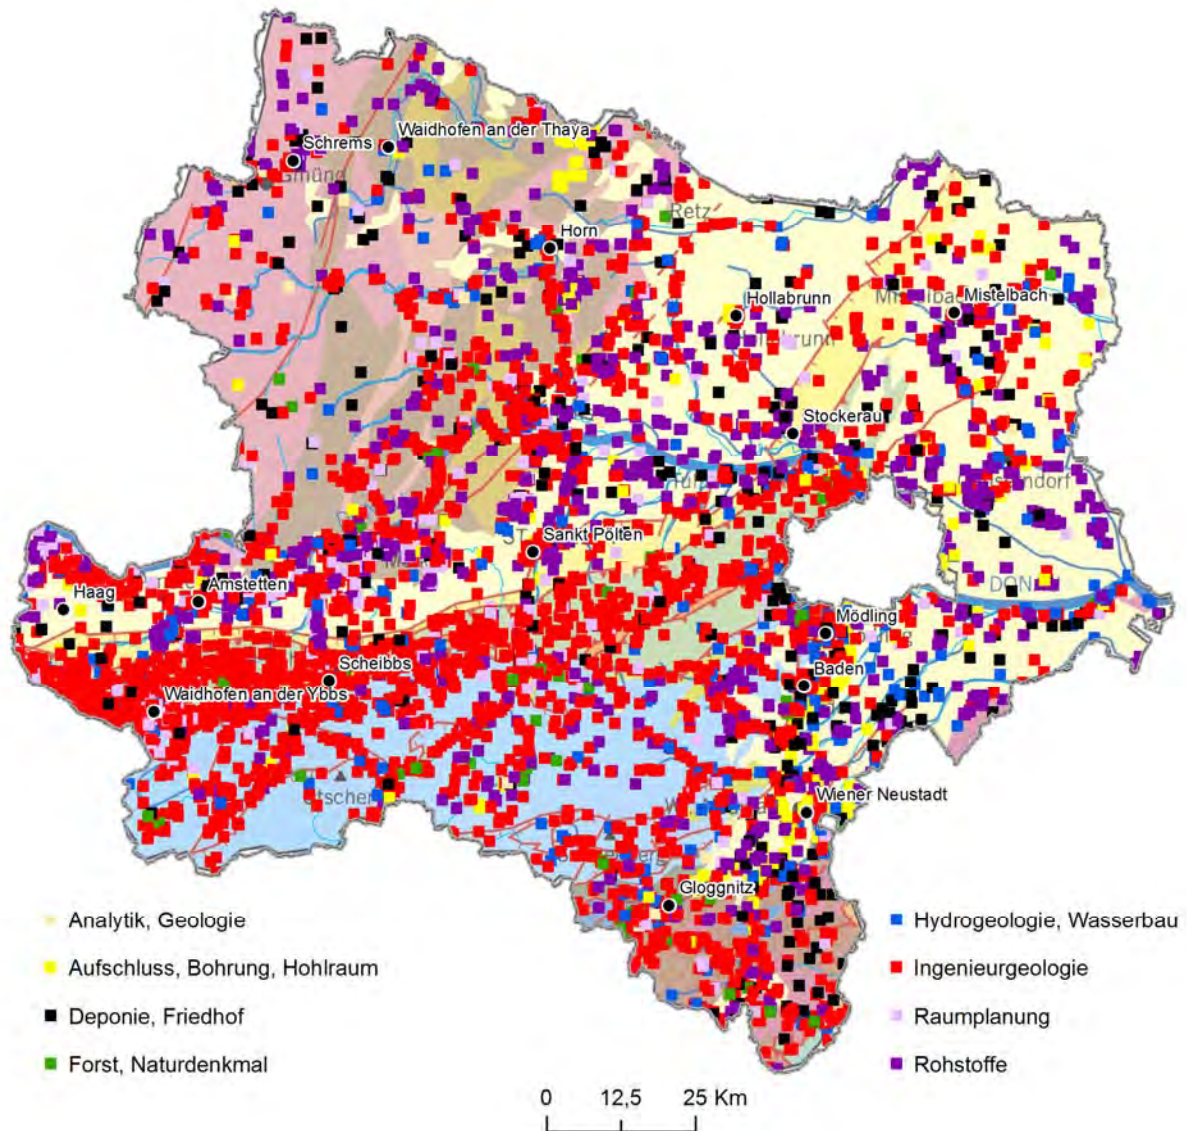 Waidhofen an der Thaya
Schrems
Gmünd
Retz
Horn
Hollabrunn
Mistelbach
Stockerau
Sankt Pölten
Haag
Amstetten
Mödling
Scheibbs
Baden
Waidhofen an der Ybbs
Ötscher
Wiener Neustadt
Gloggnitz
Analytik, Geologie
Aufschluss, Bohrung, Hohlraum
Deponie, Friedhof
Forst, Naturdenkmal
Hydrogeologie, Wasserbau
Ingenieurgeologie
Raumplanung
Rohstoffe
0 12,5 25 Km